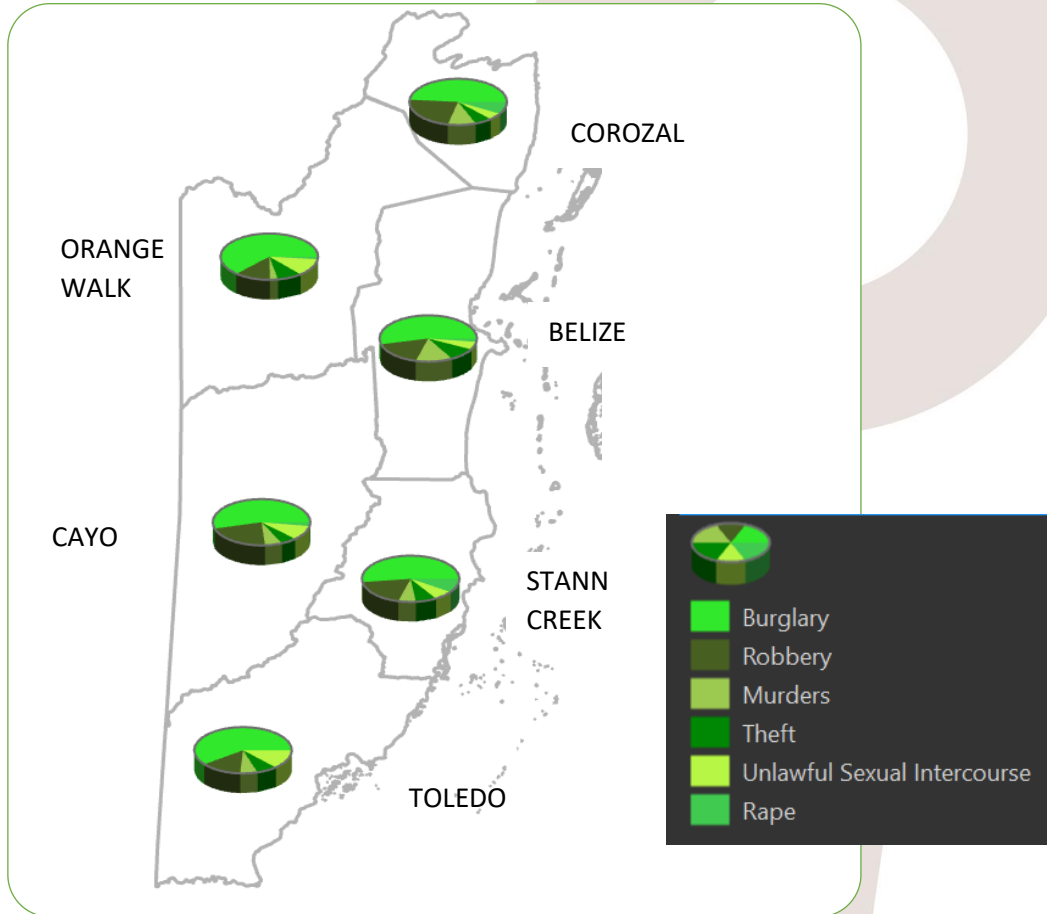 COROZAL
ORANGE
WALK
BELIZE
CAYO
STANN
CREEK
TOLEDO
Burglary
Robbery
Murders
Theft
Unlawful Sexual Intercourse
Rape